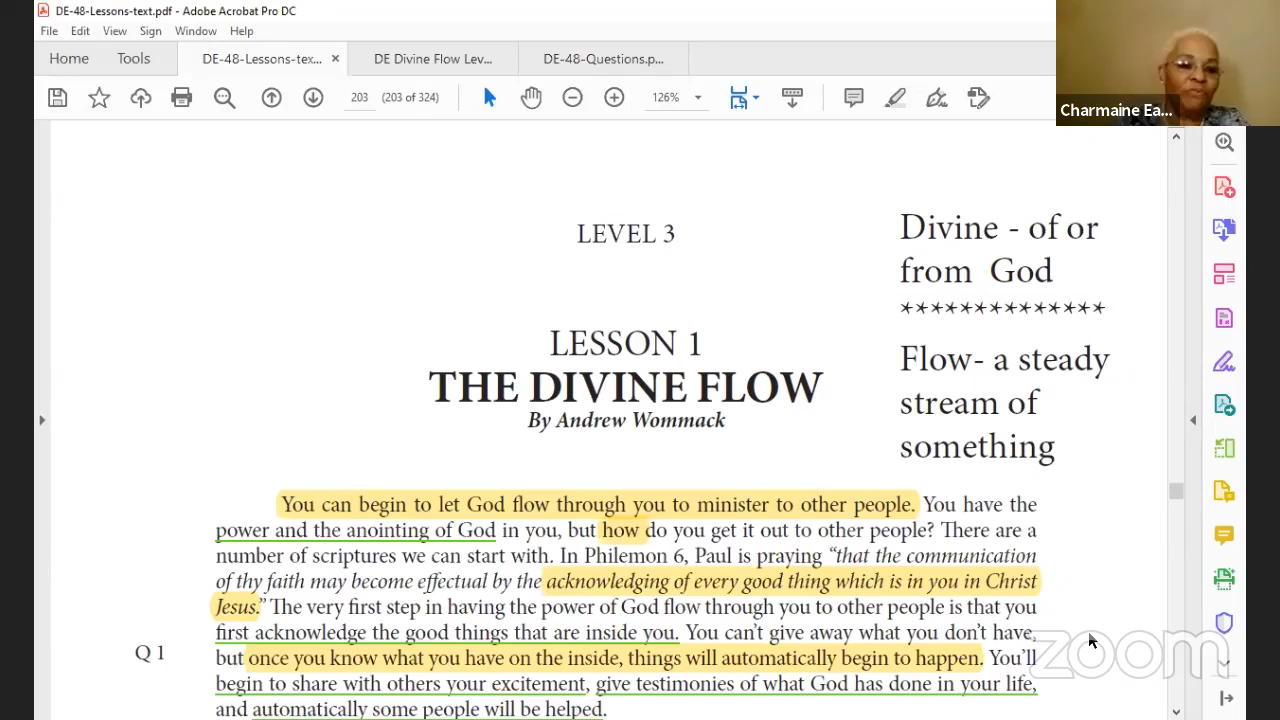 DE-48-Lessons-text.pdf - Adobe Acrobat Pro DC
File Edit View Sign Window Help
Home Tools DE-48-Lessons-tex... × DE Divine Flow Lev... DE-48-Questions.p...
203 (203 of 324) 126%
Charmaine Ea...
LEVEL 3
Divine - of or
from God
**************
Flow- a steady
stream of
something
LESSON 1
THE DIVINE FLOW
By Andrew Wommack
You can begin to let God flow through you to minister to other people. You have the
power and the anointing of God in you, but how do you get it out to other people? There are a
number of scriptures we can start with. In Philemon 6, Paul is praying “that the communication
of thy faith may become effectual by the acknowledging of every good thing which is in you in Christ
Jesus.” The very first step in having the power of God flow through you to other people is that you
first acknowledge the good things that are inside you. You can’t give away what you don’t have,
Q 1 but once you know what you have on the inside, things will automatically begin to happen. You’ll
begin to share with others your excitement, give testimonies of what God has done in your life,
and automatically some people will be helped.
zoom